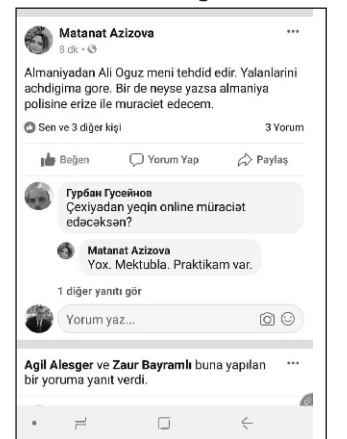 Matanat Azizova
8 dk
Almaniyadan Ali Oguz meni tehdid edir. Yalanlarini
achdigima gore. Bir de neyse yazsa almaniya
polisine erize ile muraciet edecem.
Sen ve 3 diğer kişi 3 Yorum
Beğen Yorum Yap Paylaş
Гурбан Гусейнов
Çexiyadan yeqin online müraciət
edəcəksən?
Matanat Azizova
Yox. Mektubla. Praktikam var.
1 diğer yanıtı gör
Yorum yaz...
Agil Alesger ve Zaur Bayramlı buna yapılan
bir yoruma yanıt verdi.